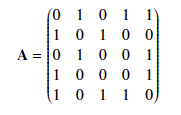 0 1 0 1 1
1 0 1 0 0
A = 0 1 0 0 1
1 0 0 0 1
1 0 1 1 0